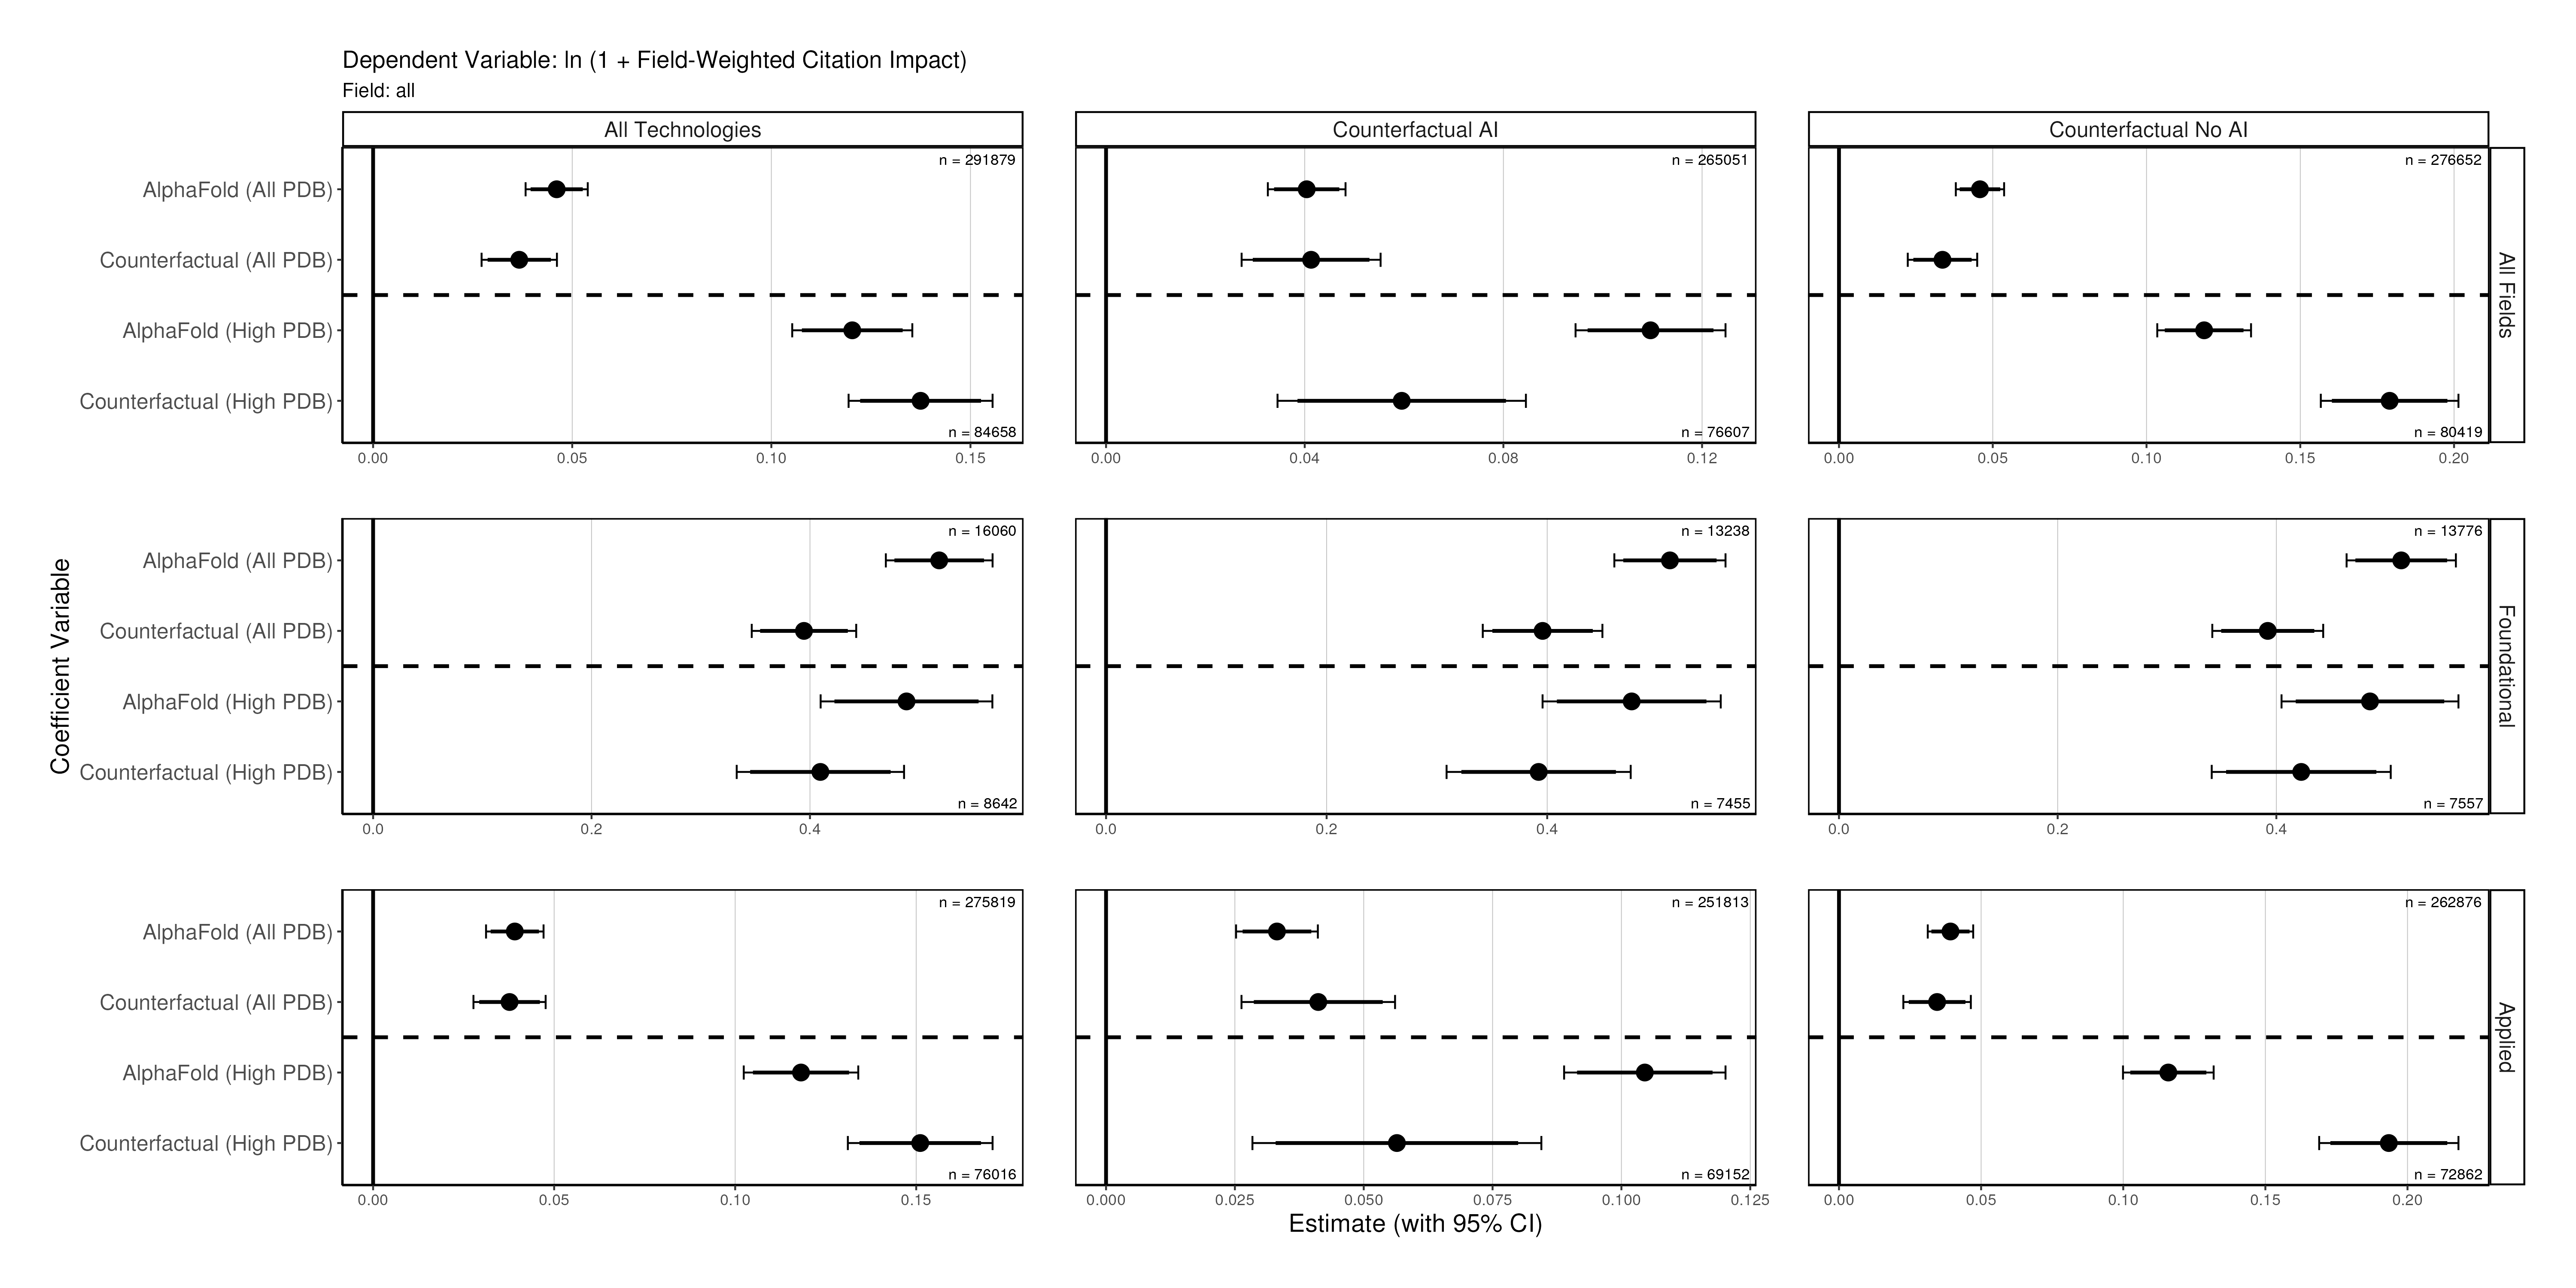 Dependent Variable: ln (1 + Field-Weighted Citation Impact)
Field: all
All Technologies
Counterfactual AI
Counterfactual No AI
AlphaFold (All PDB)
Counterfactual (All PDB)
AlphaFold (High PDB)
Counterfactual (High PDB)
n = 291879
n = 84658
n = 265051
n = 76607
n = 276652
n = 80419
All Fields
0.00 0.05 0.10 0.15
0.00 0.04 0.08 0.12
0.00 0.05 0.10 0.15 0.20
Coefficient Variable
AlphaFold (All PDB)
Counterfactual (All PDB)
AlphaFold (High PDB)
Counterfactual (High PDB)
n = 16060
n = 8642
n = 13238
n = 7455
n = 13776
n = 7557
Foundational
0.0 0.2 0.4
0.0 0.2 0.4
0.0 0.2 0.4
AlphaFold (All PDB)
Counterfactual (All PDB)
AlphaFold (High PDB)
Counterfactual (High PDB)
n = 275819
n = 76016
n = 251813
n = 69152
n = 262876
n = 72862
Applied
0.00 0.05 0.10 0.15
0.000 0.025 0.050 0.075 0.100 0.125
0.00 0.05 0.10 0.15 0.20
Estimate (with 95% CI)